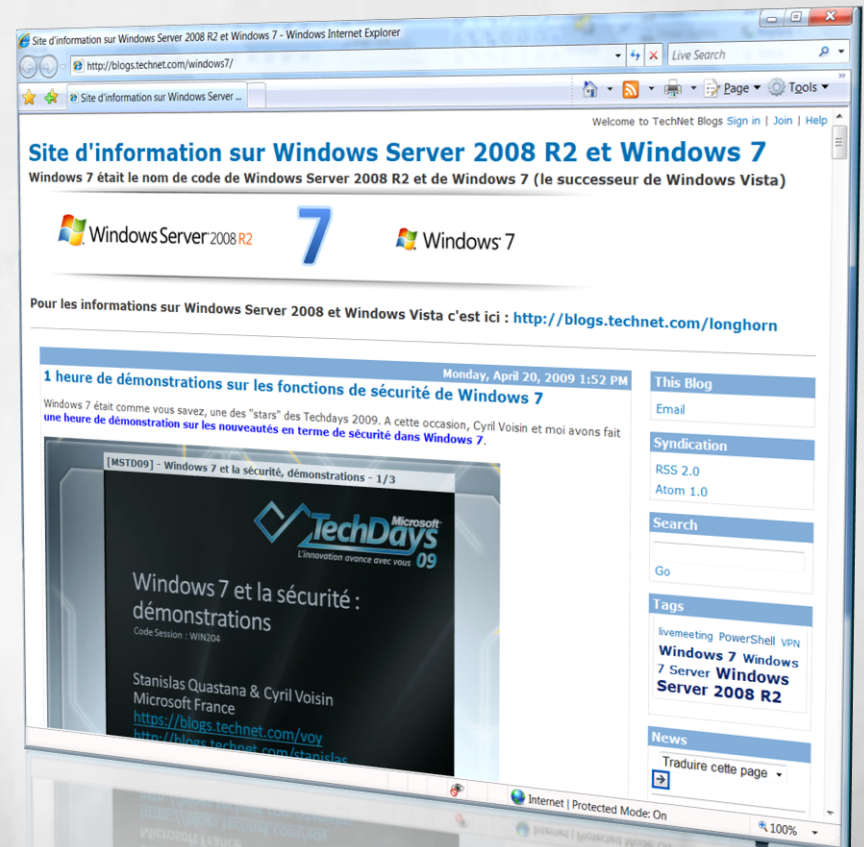 Site d'information sur Windows Server 2008 R2 et Windows 7 - Windows Internet Explorer
http://blogs.technet.com/windows7/
Live Search
Site d'information sur Windows Server ...
Page
Tools
Welcome to TechNet Blogs Sign in | Join | Help
Site d'information sur Windows Server 2008 R2 et Windows 7
Windows 7 était le nom de code de Windows Server 2008 R2 et de Windows 7 (le successeur de Windows Vista)
Windows Server 2008 R2
7
Windows 7
Pour les informations sur Windows Server 2008 et Windows Vista c'est ici : http://blogs.technet.com/longhorn
Monday, April 20, 2009 1:52 PM
1 heure de démonstrations sur les fonctions de sécurité de Windows 7
Windows 7 était comme vous savez, une des "stars" des Techdays 2009. A cette occasion, Cyril Voisin et moi avons fait
une heure de démonstration sur les nouveautés en terme de sécurité dans Windows 7.
[MSTD09] - Windows 7 et la sécurité, démonstrations - 1/3
Microsoft
TechDays
L'innovation avance avec vous 09
Windows 7 et la sécurité :
démonstrations
Code Session : WIN204
Stanislas Quastana & Cyril Voisin
Microsoft France
https://blogs.technet.com/voy
http://blogs.technet.com/stanislas
This Blog
Email
Syndication
RSS 2.0
Atom 1.0
Search
Go
Tags
livemeeting PowerShell VPN
Windows 7 Windows
7 Server Windows
Server 2008 R2
News
Traduire cette page
Internet | Protected Mode: On
100%